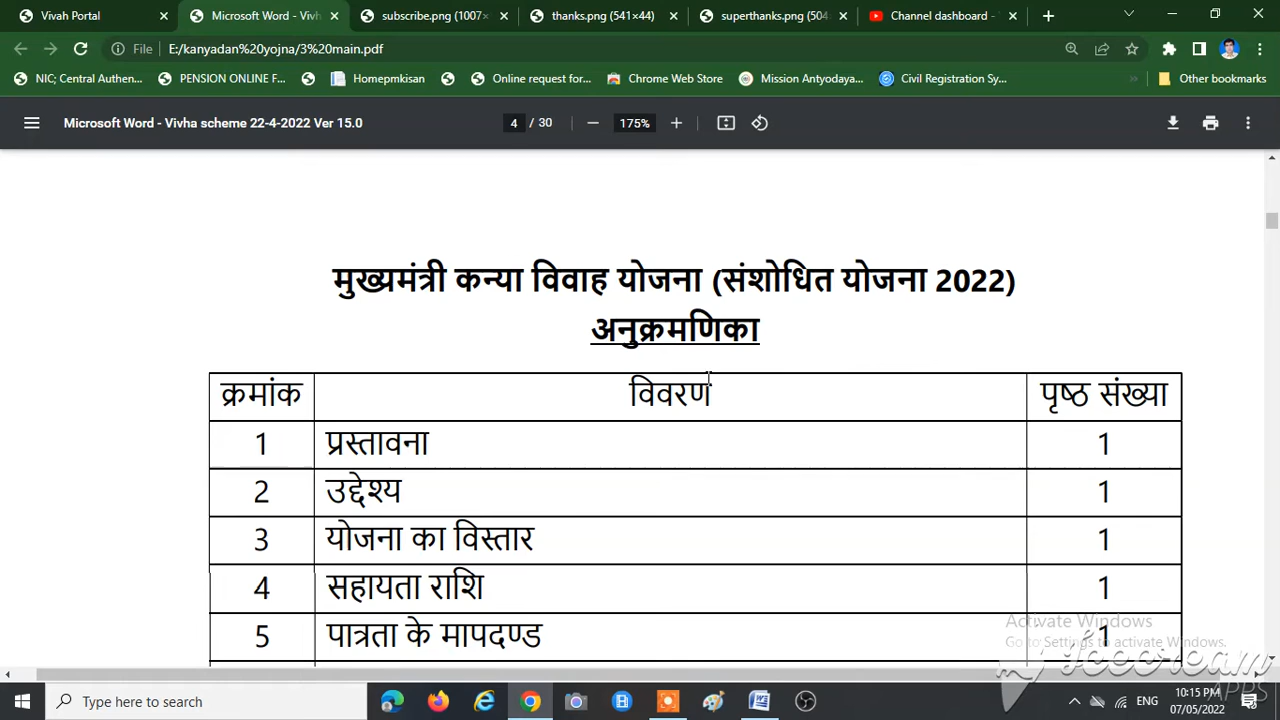 Vivah Portal
Microsoft Word - Vivh
subscribe.png (1007×
thanks.png (541×44)
superthanks.png (504
Channel dashboard -
File
E:/kanyadan%20yojna/3%20main.pdf
NIC; Central Authen...
PENSION ONLINE F...
Homepmkisan
Online request for...
Chrome Web Store
Mission Antyodaya...
Civil Registration Sy...
Other bookmarks
Microsoft Word - Vivha scheme 22-4-2022 Ver 15.0
4 / 30
175%
मुख्यमंत्री कन्या विवाह योजना (संशोधित योजना 2022)
अनुक्रमणिका
क्रमांक विवरण पृष्ठ संख्या
1 प्रस्तावना 1
2 उद्देश्य 1
3 योजना का विस्तार 1
4 सहायता राशि 1
5 पात्रता के मापदण्ड 1
Activate Windows
Go to Settings to activate Windows.
Icecream
APPS
Type here to search
ENG
10:15 PM
07/05/2022